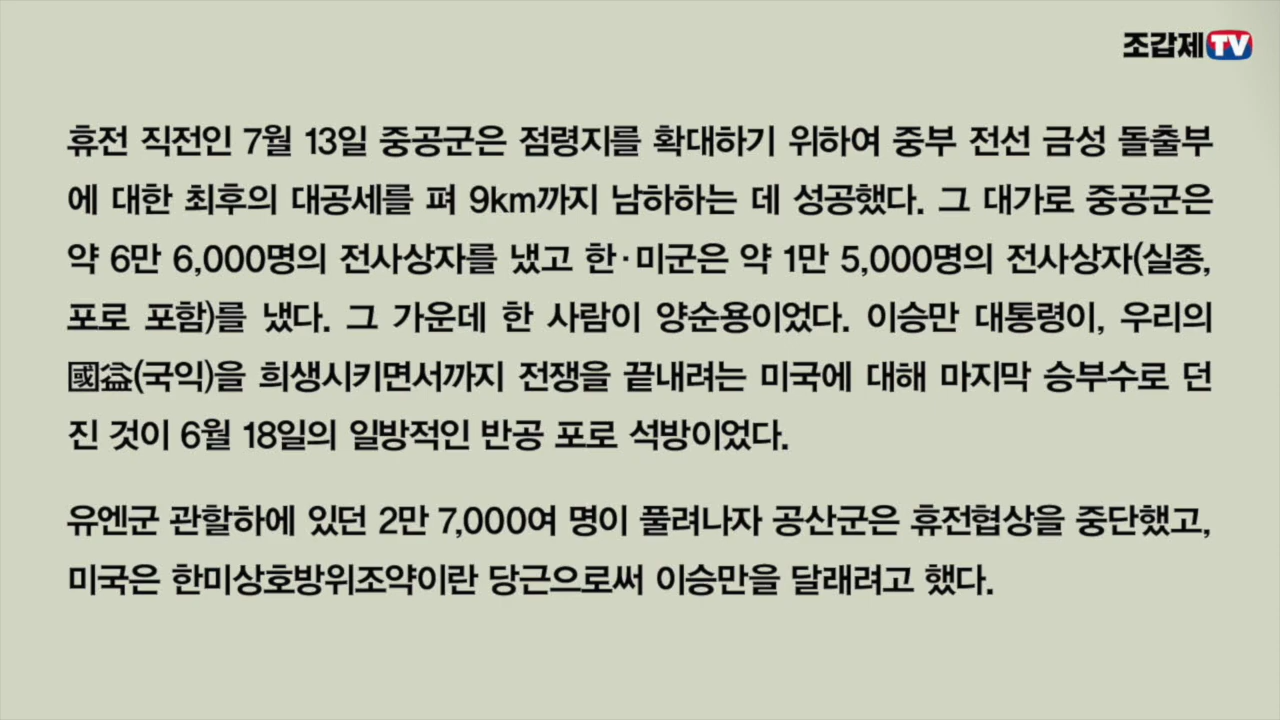 조갑제TV
휴전 직전인 7월 13일 중공군은 점령지를 확대하기 위하여 중부 전선 금성 돌출부
에 대한 최후의 대공세를 펴 9km까지 남하하는 데 성공했다. 그 대가로 중공군은
약 6만 6,000명의 전사상자를 냈고 한·미군은 약 1만 5,000명의 전사상자(실종,
포로 포함)를 냈다. 그 가운데 한 사람이 양순용이었다. 이승만 대통령이, 우리의
國益(국익)을 희생시키면서까지 전쟁을 끝내려는 미국에 대해 마지막 승부수로 던
진 것이 6월 18일의 일방적인 반공 포로 석방이었다.
유엔군 관할하에 있던 2만 7,000여 명이 풀려나자 공산군은 휴전협상을 중단했고,
미국은 한미상호방위조약이란 당근으로써 이승만을 달래려고 했다.